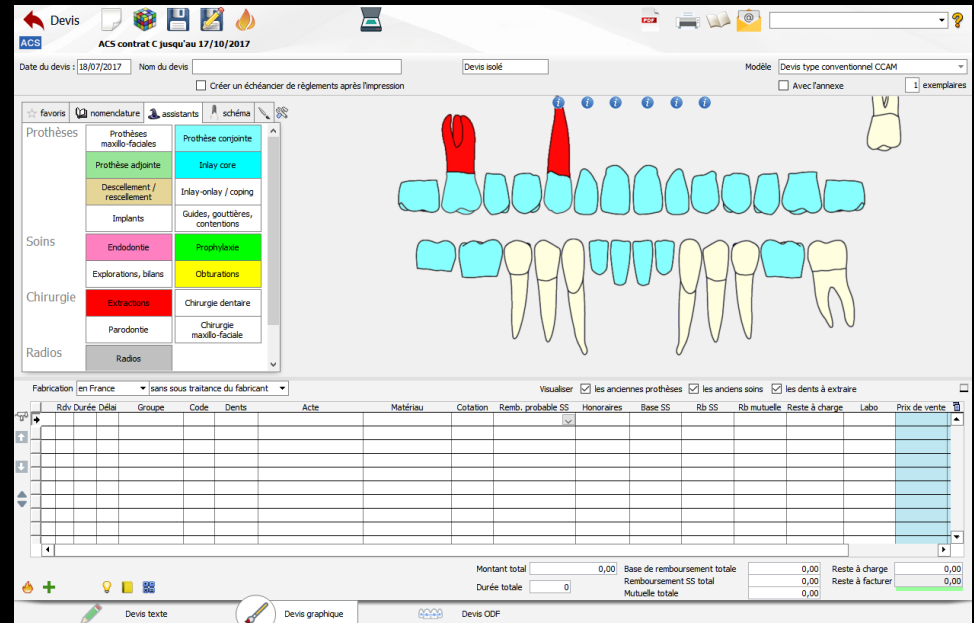 Devis
PDF
@
?
ACS
ACS contrat C jusqu'au 17/10/2017
Date du devis : 18/07/2017 Nom du devis Devis isolé Modèle Devis type conventionnel CCAM
Créer un échéancier de règlements après l'impression Avec l'annexe 1 exemplaires
favoris nomenclature assistants schéma
Prothèses
Prothèses maxillo-faciales
Prothèse conjointe
Prothèse adjointe
Inlay core
Descellement / rescellement
Inlay-onlay / coping
Implants
Guides, gouttières, contentions
Soins
Endodontie
Prophylaxie
Explorations, bilans
Obturations
Chirurgie
Extractions
Chirurgie dentaire
Parodontie
Chirurgie maxillo-faciale
Radios
Radios
i i i i i i
Fabrication en France sans sous traitance du fabricant Visualiser les anciennes prothèses les anciens soins les dents à extraire
Rdv Durée Délai Groupe Code Dents Acte Matériau Cotation Remb. probable SS Honoraires Base SS Rb SS Rb mutuelle Reste à charge Labo Prix de vente
Montant total 0,00 Base de remboursement totale 0,00 Reste à charge 0,00
Remboursement SS total 0,00 Reste à facturer 0,00
Durée totale 0
Mutuelle totale 0,00
Devis texte Devis graphique Devis ODF